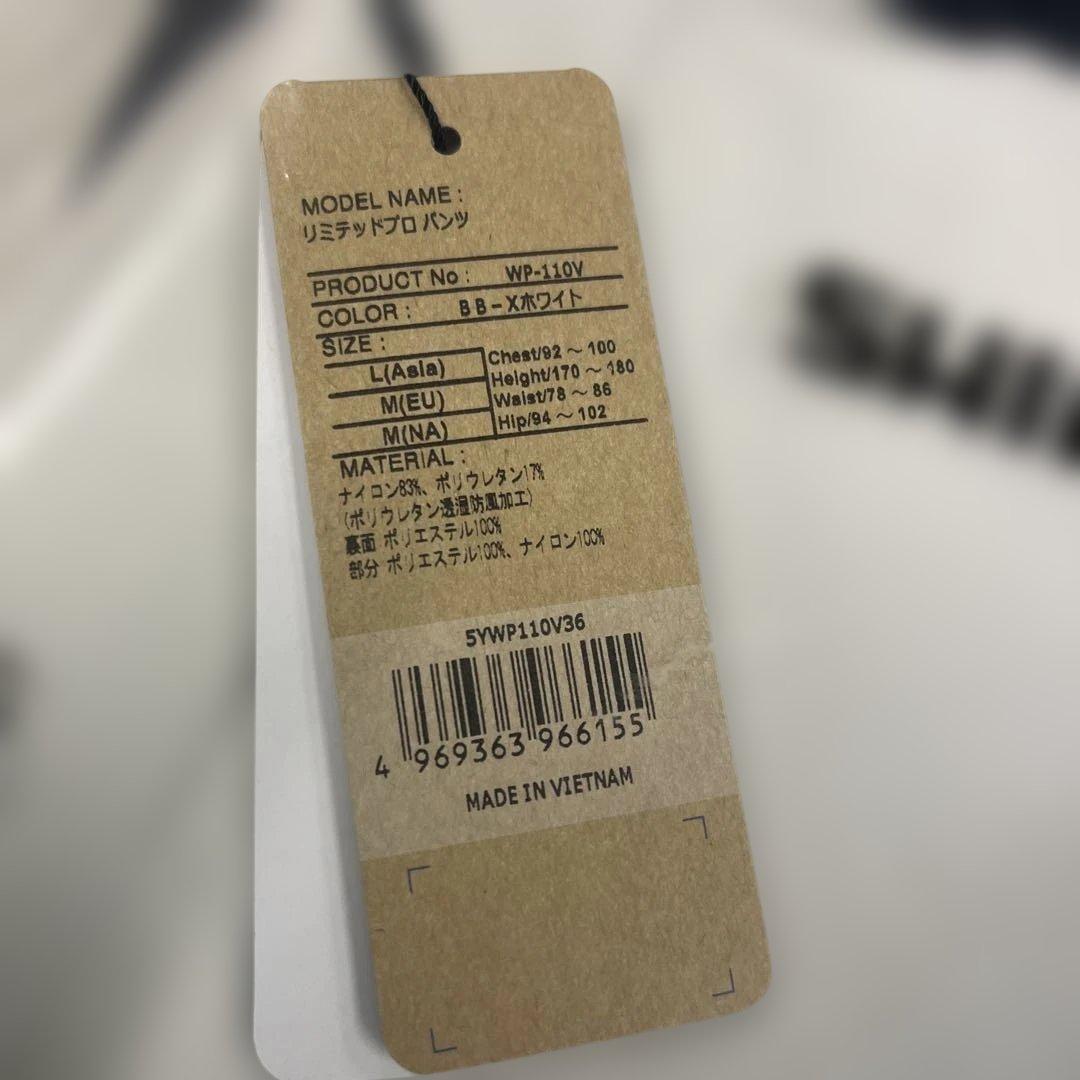 MODEL NAME :
リミテッドプロ パンツ
PRODUCT No : WP-110V
COLOR : BB-Xホワイト
SIZE :
L(Asia)
M(EU)
M(NA)
Chest/92 ~ 100
Height/170 ~ 180
Waist/78 ~ 86
Hip/94 ~ 102
MATERIAL :
ナイロン83%、ポリウレタン17%
(ポリウレタン透湿防風加工)
裏面 ポリエステル100%
部分 ポリエステル100%、ナイロン100%
5YWP110V36
4 969363 966155
MADE IN VIETNAM